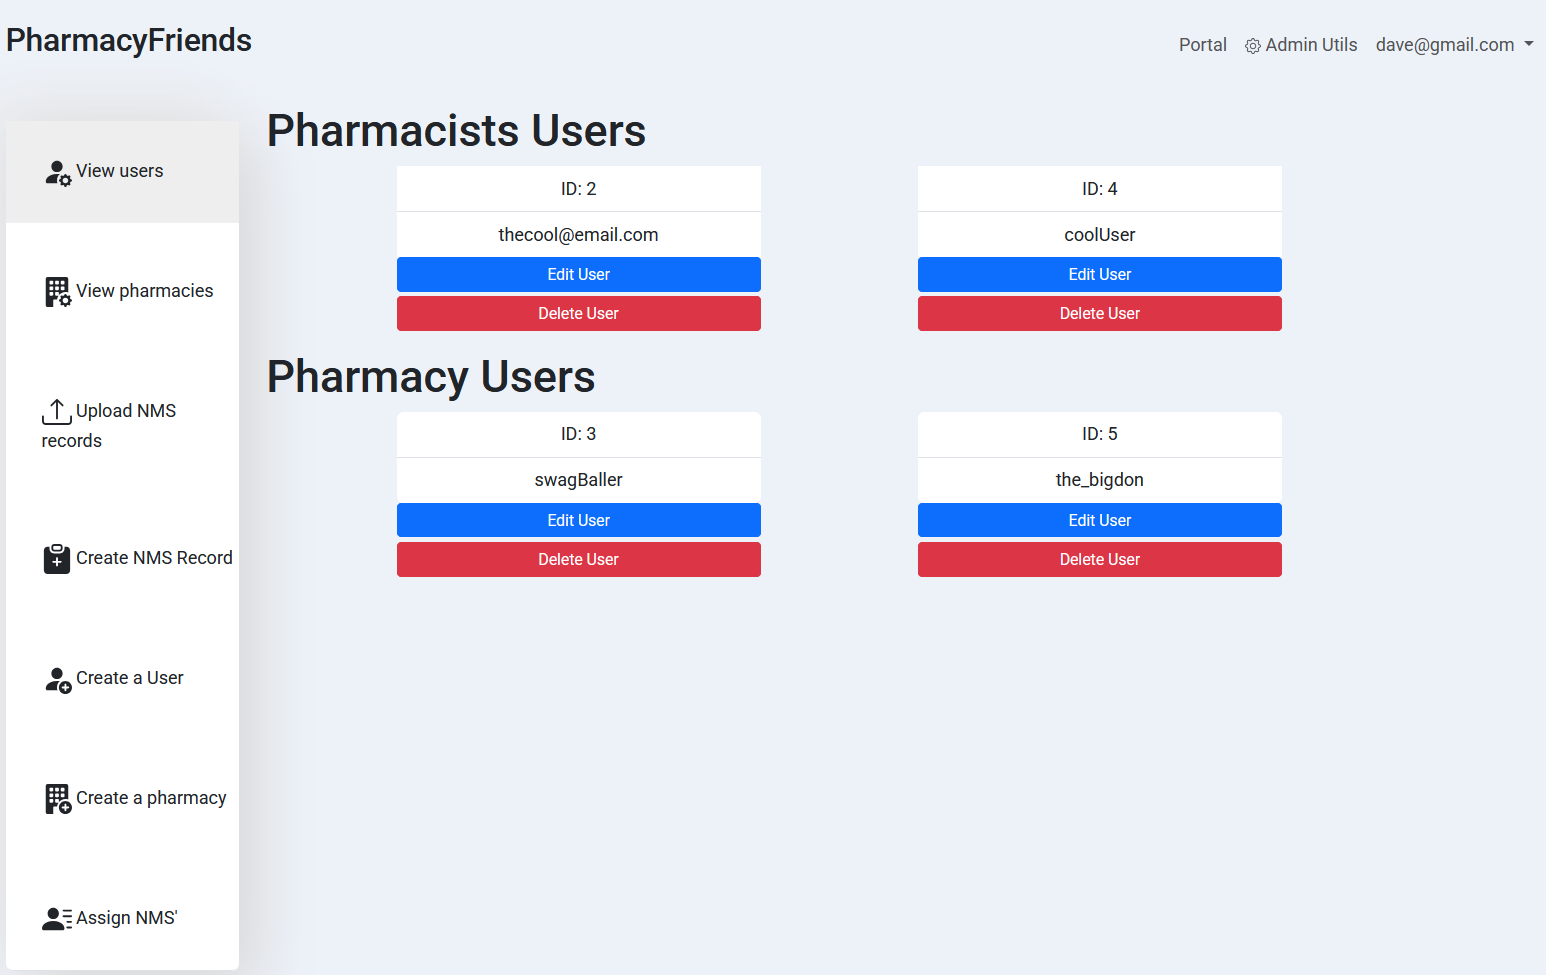 PharmacyFriends
Portal Admin Utils dave@gmail.com
View users
View pharmacies
Upload NMS
records
Create NMS Record
Create a User
Create a pharmacy
Assign NMS'
Pharmacists Users
ID: 2
thecool@email.com
Edit User
Delete User
ID: 4
coolUser
Edit User
Delete User
Pharmacy Users
ID: 3
swagBaller
Edit User
Delete User
ID: 5
the_bigdon
Edit User
Delete User